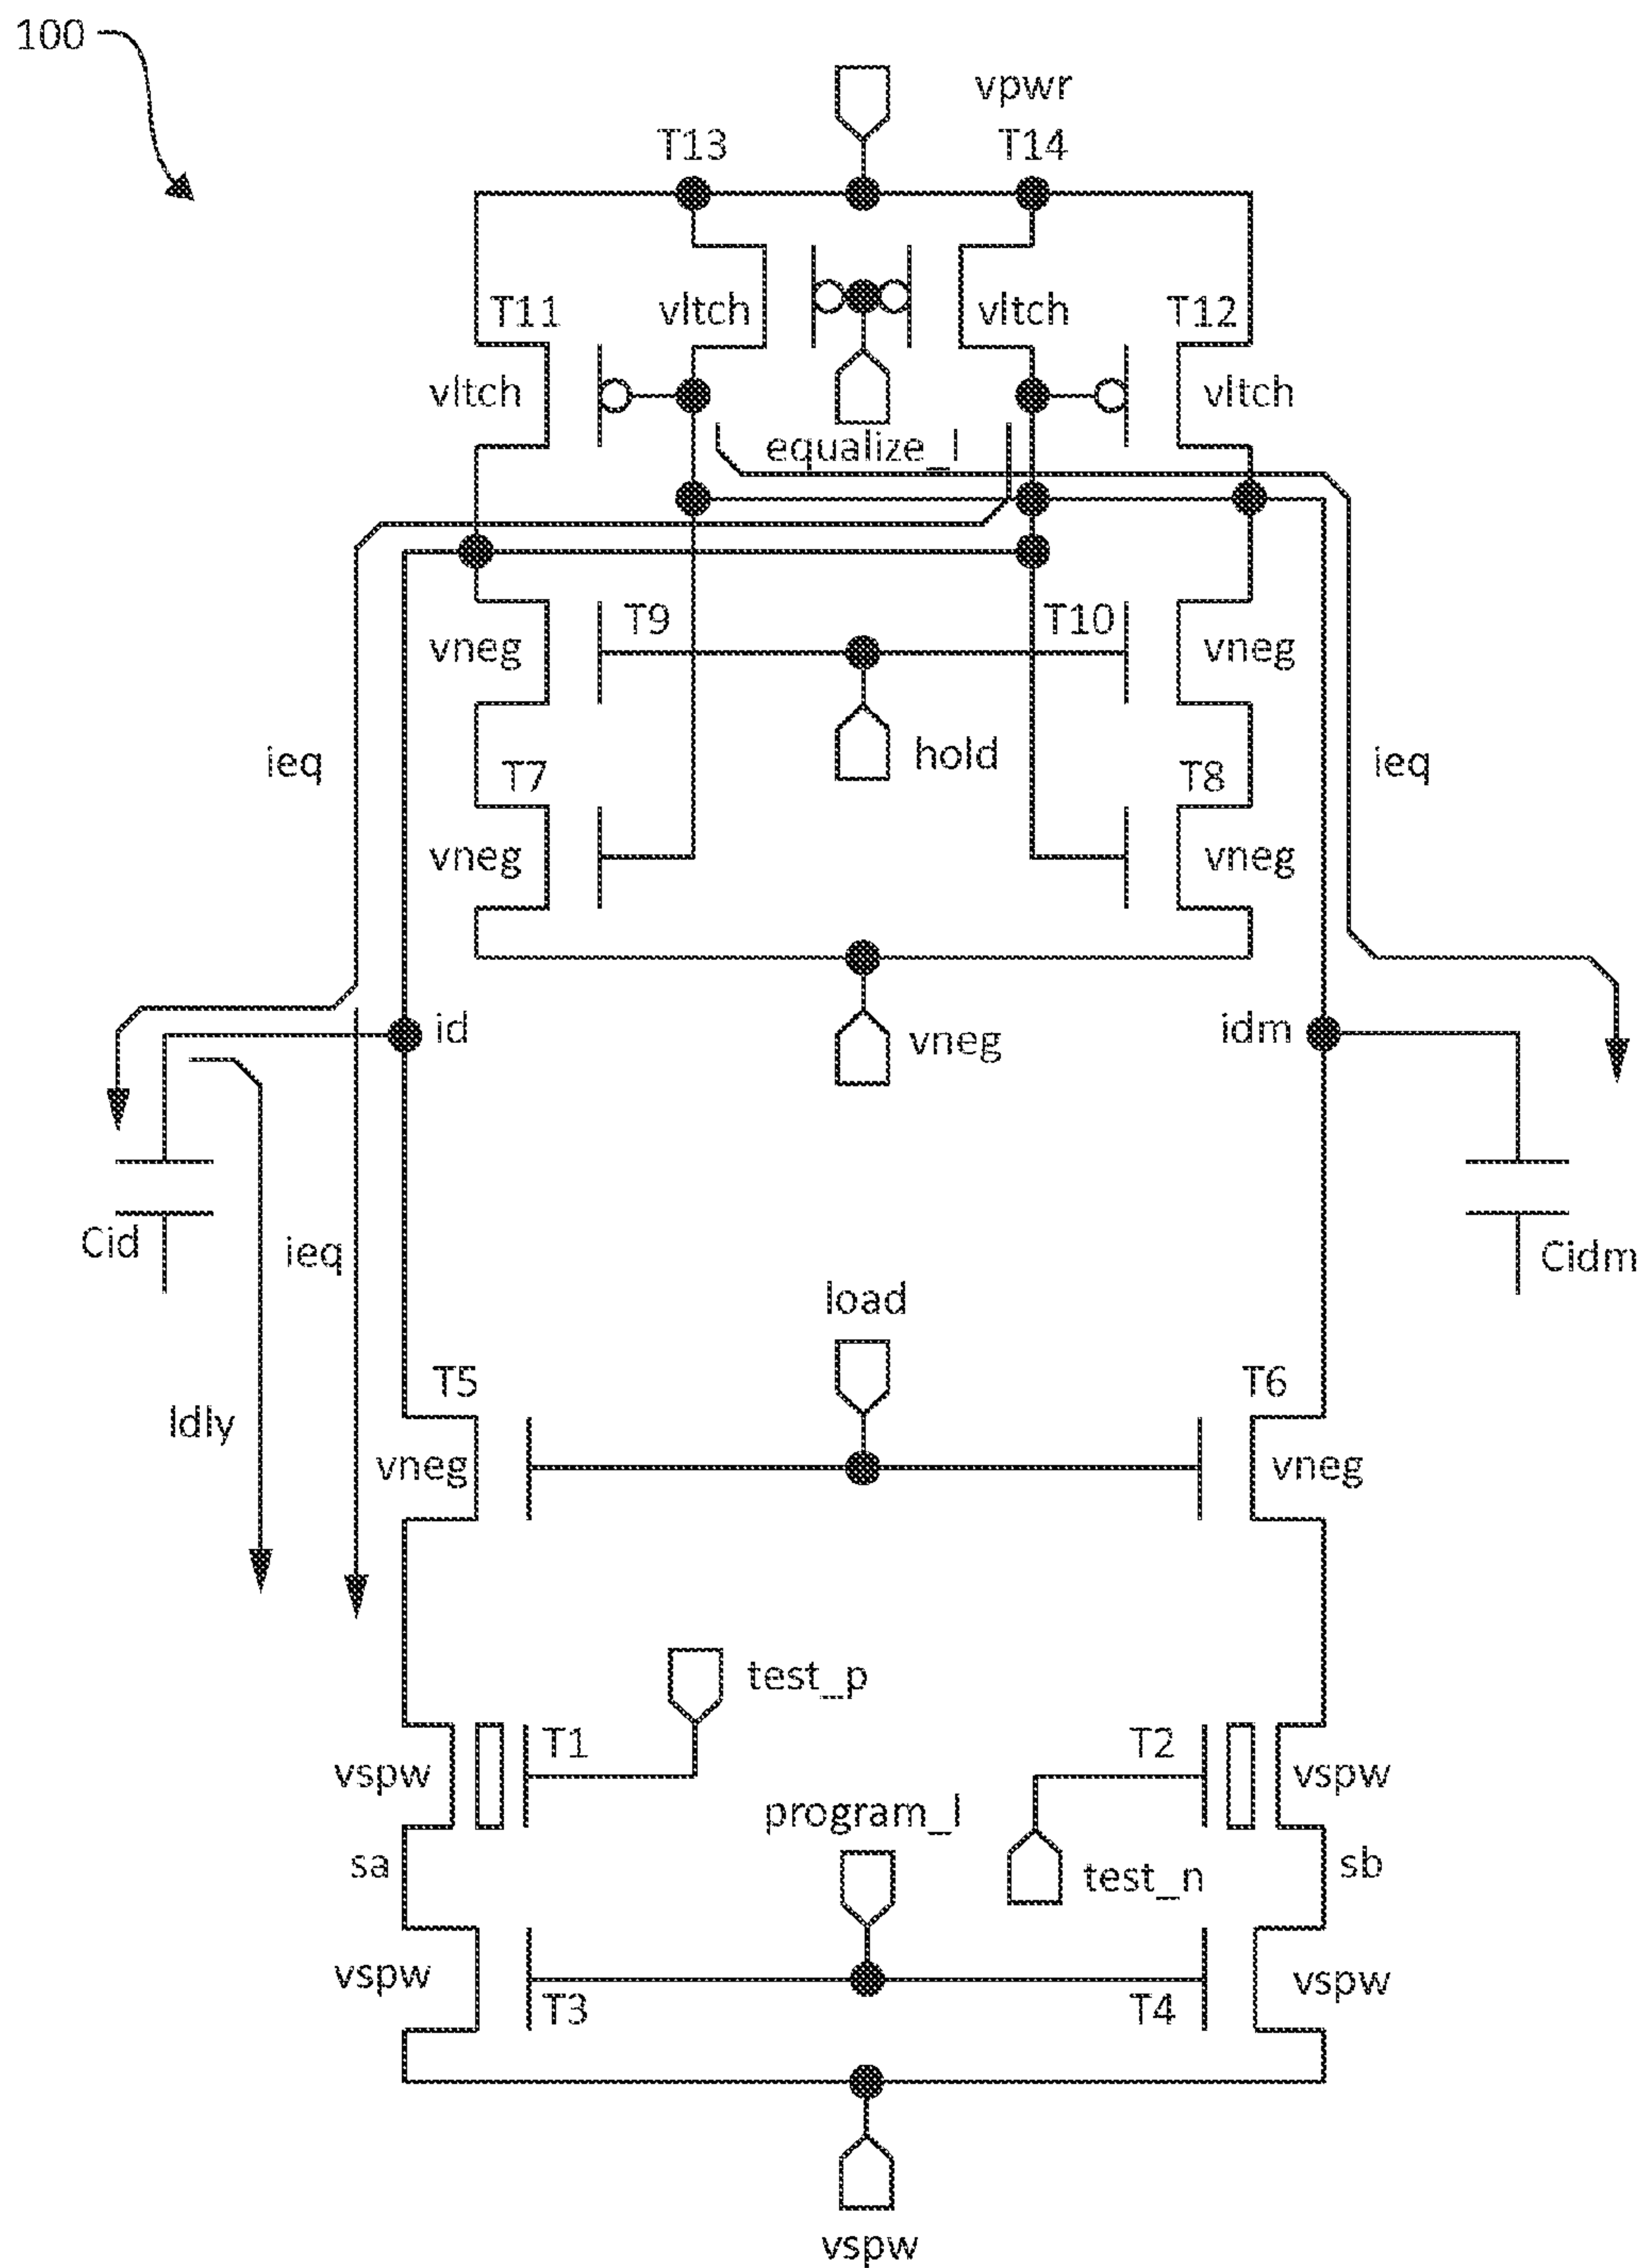 100
vpwr
T13
T14
T11
vltch
vltch
T12
vltch
vltch
equalize_l
T9
T10
vneg
vneg
ieq
hold
ieq
T7
T8
vneg
vneg
id
vneg
idm
Cid
ieq
Cidm
load
T5
T6
Idly
vneg
vneg
test_p
T1
T2
vspw
vspw
program_l
sa
test_n
sb
vspw
vspw
T3
T4
vspw